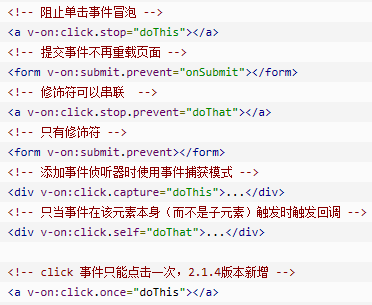 <!-- 阻止单击事件冒泡 -->
<a v-on:click.stop="doThis"></a>
<!-- 提交事件不再重载页面 -->
<form v-on:submit.prevent="onSubmit"></form>
<!-- 修饰符可以串联  -->
<a v-on:click.stop.prevent="doThat"></a>
<!-- 只有修饰符 -->
<form v-on:submit.prevent></form>
<!-- 添加事件侦听器时使用事件捕获模式 -->
<div v-on:click.capture="doThis">...</div>
<!-- 只当事件在该元素本身（而不是子元素）触发时触发回调 -->
<div v-on:click.self="doThat">...</div>
<!-- click 事件只能点击一次，2.1.4版本新增 -->
<a v-on:click.once="doThis"></a>